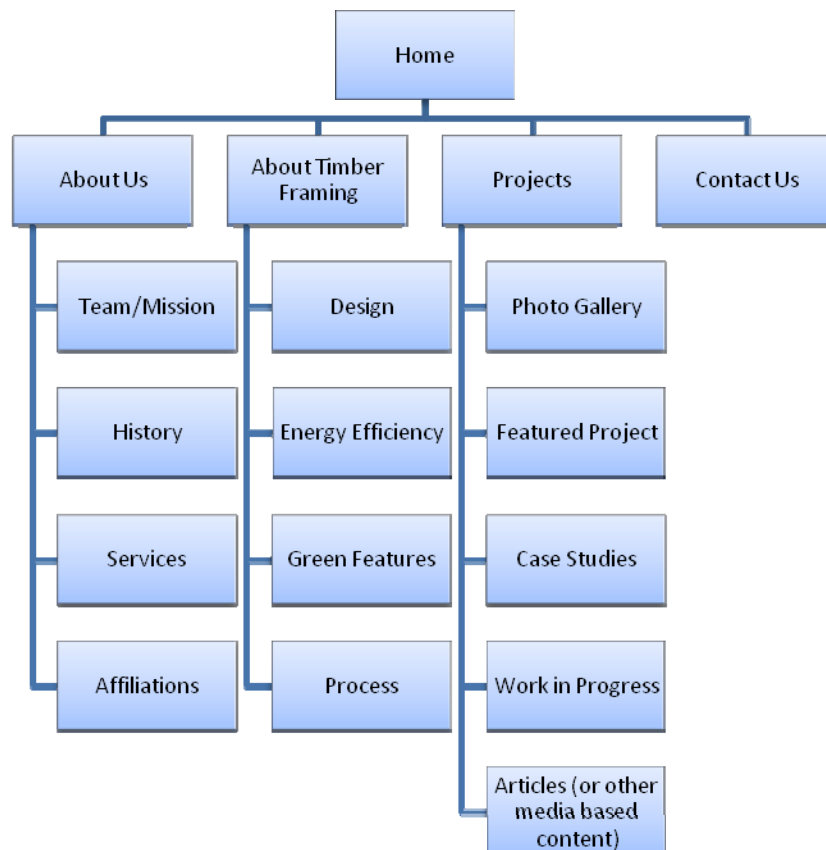 Home
About Us
About Timber
Framing
Projects
Contact Us
Team/Mission
Design
Photo Gallery
History
Energy Efficiency
Featured Project
Services
Green Features
Case Studies
Affiliations
Process
Work in Progress
Articles (or other
media based
content)